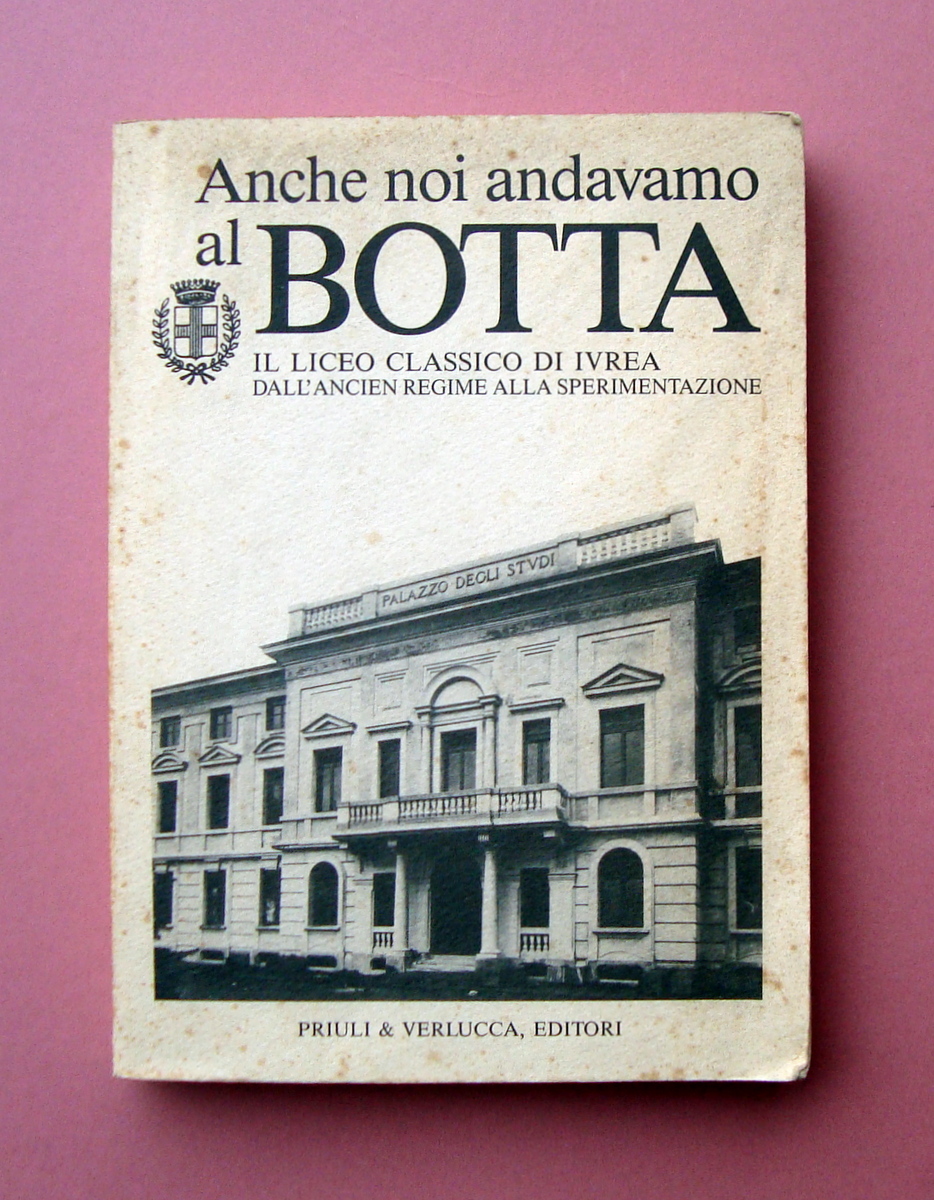 Anche noi andavamo
al BOTTA
IL LICEO CLASSICO DI IVREA
DALL'ANCIEN REGIME ALLA SPERIMENTAZIONE
PALAZZO DEGLI STVDI
PRIULI & VERLUCCA, EDITORI